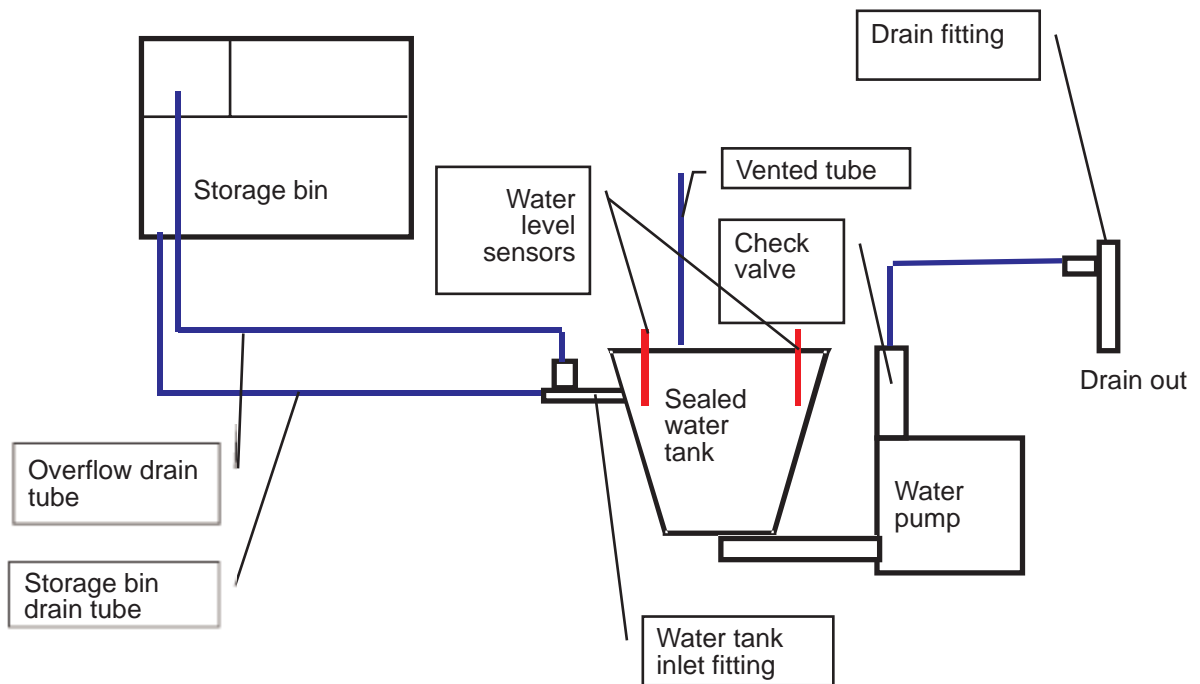 Drain fitting
Storage bin
Water
level
sensors
Vented tube
Check
valve
Drain out
Sealed
water
tank
Overflow drain
tube
Water
pump
Storage bin
drain tube
Water tank
inlet fitting